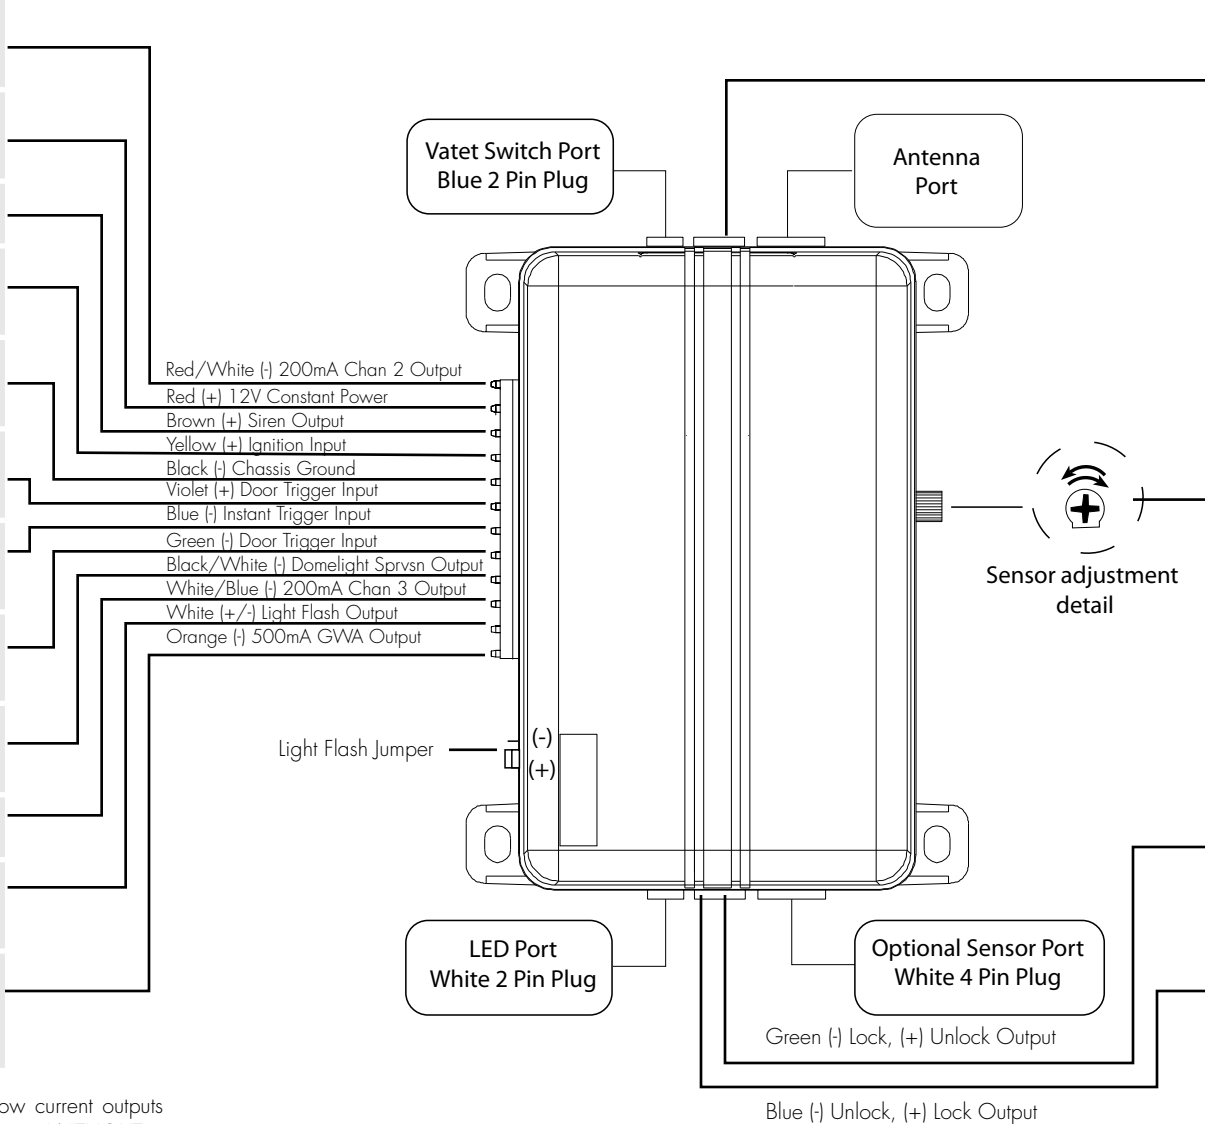 Vatet Switch Port
Blue 2 Pin Plug
Antenna
Port
Red/White (-) 200mA Chan 2 Output
Red (+) 12V Constant Power
Brown (+) Siren Output
Yellow (+) Ignition Input
Black (-) Chassis Ground
Violet (+) Door Trigger Input
Blue (-) Instant Trigger Input
Green (-) Door Trigger Input
Black/White (-) Domelight Sprvsn Output
White/Blue (-) 200mA Chan 3 Output
White (+/-) Light Flash Output
Orange (-) 500mA GWA Output
Sensor adjustment
detail
Light Flash Jumper
(-)
(+)
LED Port
White 2 Pin Plug
Optional Sensor Port
White 4 Pin Plug
Green (-) Lock, (+) Unlock Output
Blue (-) Unlock, (+) Lock Output
ow current outputs